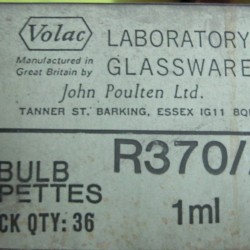 Volac
LABORATORY
GLASSWARE
Manufactured in
Great Britain by
John Poulten Ltd.
TANNER ST. BARKING, ESSEX IG11 8Q
R370/
BULB
PETTES
CK QTY: 36
1ml